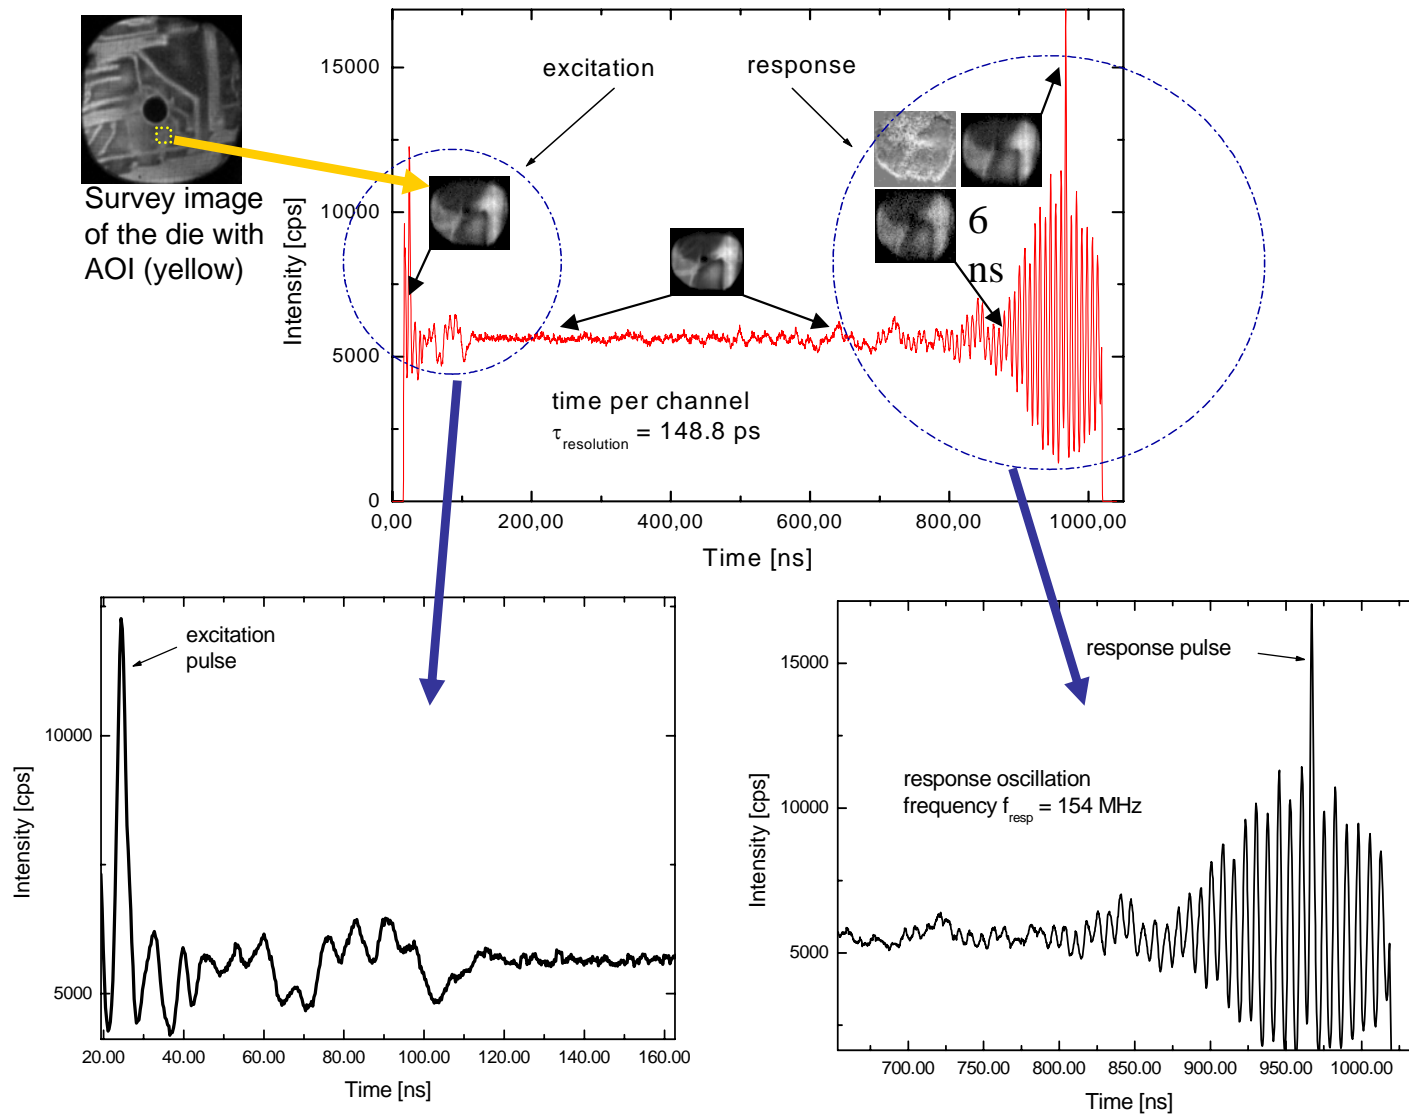 Survey image
of the die with
AOI (yellow)
excitation
response
15000
10000
5000
0
Intensity [cps]
6
ns
time per channel
τresolution = 148.8 ps
0,00 200,00 400,00 600,00 800,00 1000,00
Time [ns]
excitation
pulse
10000
5000
Intensity [cps]
20.00 40.00 60.00 80.00 100.00 120.00 140.00 160.00
Time [ns]
response pulse
15000
10000
5000
Intensity [cps]
response oscillation
frequency fresp = 154 MHz
700.00 750.00 800.00 850.00 900.00 950.00 1000.00
Time [ns]